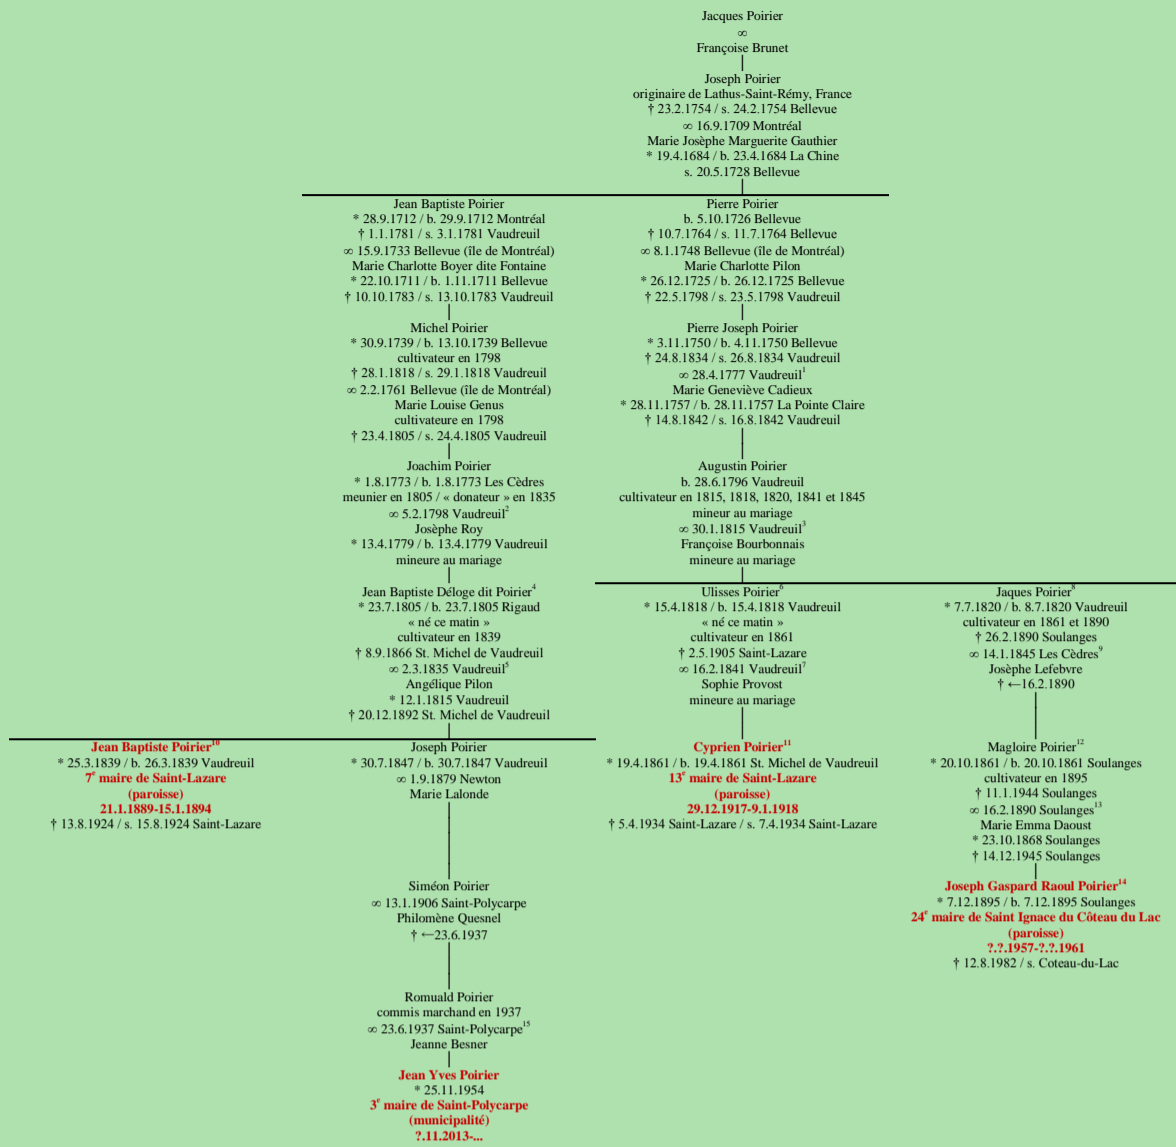 Jacques Poirier
∞
Françoise Brunet
Joseph Poirier
originaire de Lathus-Saint-Rémy, France
† 23.2.1754 / s. 24.2.1754 Bellevue
∞ 16.9.1709 Montréal
Marie Josèphe Marguerite Gauthier
* 19.4.1684 / b. 23.4.1684 La Chine
s. 20.5.1728 Bellevue
Jean Baptiste Poirier
* 28.9.1712 / b. 29.9.1712 Montréal
† 1.1.1781 / s. 3.1.1781 Vaudreuil
∞ 15.9.1733 Bellevue (île de Montréal)
Marie Charlotte Boyer dite Fontaine
* 22.10.1711 / b. 1.11.1711 Bellevue
† 10.10.1783 / s. 13.10.1783 Vaudreuil
Pierre Poirier
b. 5.10.1726 Bellevue
† 10.7.1764 / s. 11.7.1764 Bellevue
∞ 8.1.1748 Bellevue (île de Montréal)
Marie Charlotte Pilon
* 26.12.1725 / b. 26.12.1725 Bellevue
† 22.5.1798 / s. 23.5.1798 Vaudreuil
Michel Poirier
* 30.9.1739 / b. 13.10.1739 Bellevue
cultivateur en 1798
† 28.1.1818 / s. 29.1.1818 Vaudreuil
∞ 2.2.1761 Bellevue (île de Montréal)
Marie Louise Genus
cultivateure en 1798
† 23.4.1805 / s. 24.4.1805 Vaudreuil
Pierre Joseph Poirier
* 3.11.1750 / b. 4.11.1750 Bellevue
† 24.8.1834 / s. 26.8.1834 Vaudreuil
∞ 28.4.1777 Vaudreuil¹
Marie Geneviève Cadieux
* 28.11.1757 / b. 28.11.1757 La Pointe Claire
† 14.8.1842 / s. 16.8.1842 Vaudreuil
Joachim Poirier
* 1.8.1773 / b. 1.8.1773 Les Cèdres
meunier en 1805 / « donateur » en 1835
∞ 5.2.1798 Vaudreuil²
Josèphe Roy
* 13.4.1779 / b. 13.4.1779 Vaudreuil
mineure au mariage
Augustin Poirier
b. 28.6.1796 Vaudreuil
cultivateur en 1815, 1818, 1820, 1841 et 1845
mineur au mariage
∞ 30.1.1815 Vaudreuil³
Françoise Bourbonnais
mineure au mariage
Jean Baptiste Déloge dit Poirier⁴
* 23.7.1805 / b. 23.7.1805 Rigaud
« né ce matin »
cultivateur en 1839
† 8.9.1866 St. Michel de Vaudreuil
∞ 2.3.1835 Vaudreuil⁵
Angélique Pilon
* 12.1.1815 Vaudreuil
† 20.12.1892 St. Michel de Vaudreuil
Ulisses Poirier⁶
* 15.4.1818 / b. 15.4.1818 Vaudreuil
« né ce matin »
cultivateur en 1861
† 2.5.1905 Saint-Lazare
∞ 16.2.1841 Vaudreuil⁷
Sophie Provost
mineure au mariage
Jaques Poirier⁸
* 7.7.1820 / b. 8.7.1820 Vaudreuil
cultivateur en 1861 et 1890
† 26.2.1890 Soulanges
∞ 14.1.1845 Les Cèdres⁹
Josèphe Lefebvre
† ←16.2.1890
Jean Baptiste Poirier¹⁰
* 25.3.1839 / b. 26.3.1839 Vaudreuil
7ᵉ maire de Saint-Lazare
(paroisse)
21.1.1889-15.1.1894
† 13.8.1924 / s. 15.8.1924 Saint-Lazare
Joseph Poirier
* 30.7.1847 / b. 30.7.1847 Vaudreuil
∞ 1.9.1879 Newton
Marie Lalonde
Cyprien Poirier¹¹
* 19.4.1861 / b. 19.4.1861 St. Michel de Vaudreuil
13ᵉ maire de Saint-Lazare
(paroisse)
29.12.1917-9.1.1918
† 5.4.1934 Saint-Lazare / s. 7.4.1934 Saint-Lazare
Magloire Poirier¹²
* 20.10.1861 / b. 20.10.1861 Soulanges
cultivateur en 1895
† 11.1.1944 Soulanges
∞ 16.2.1890 Soulanges¹³
Marie Emma Daoust
* 23.10.1868 Soulanges
† 14.12.1945 Soulanges
Siméon Poirier
∞ 13.1.1906 Saint-Polycarpe
Philomène Quesnel
† ←23.6.1937
Joseph Gaspard Raoul Poirier¹⁴
* 7.12.1895 / b. 7.12.1895 Soulanges
24ᵉ maire de Saint Ignace du Côteau du Lac
(paroisse)
?.?.1957-?.?.1961
† 12.8.1982 / s. Coteau-du-Lac
Romuald Poirier
commis marchand en 1937
∞ 23.6.1937 Saint-Polycarpe¹⁵
Jeanne Besner
Jean Yves Poirier
* 25.11.1954
3ᵉ maire de Saint-Polycarpe
(municipalité)
?.11.2013-...